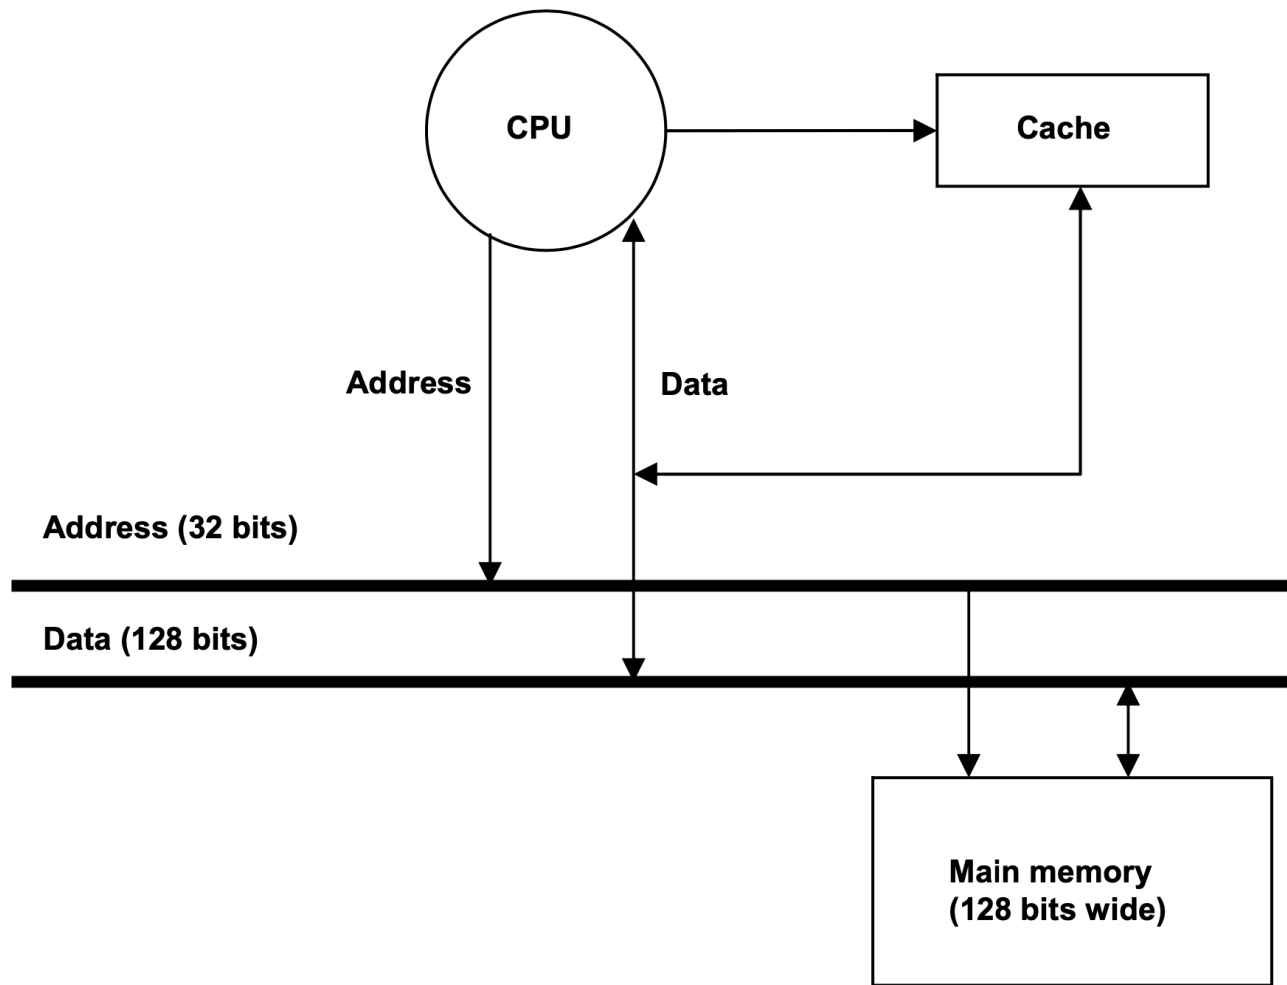 CPU
Cache
Address
Data
Address (32 bits)
Data (128 bits)
Main memory
(128 bits wide)